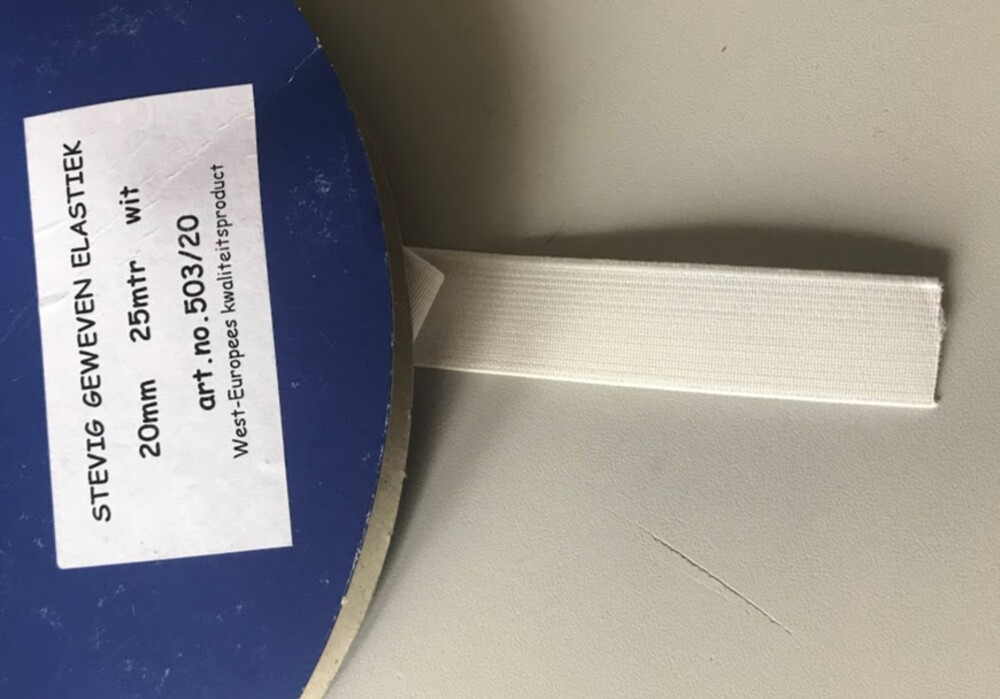 STEVIG GEWEVEN ELASTIEK
20mm 25mtr wit
art.no.503/20
West-Europees kwaliteitsproduct